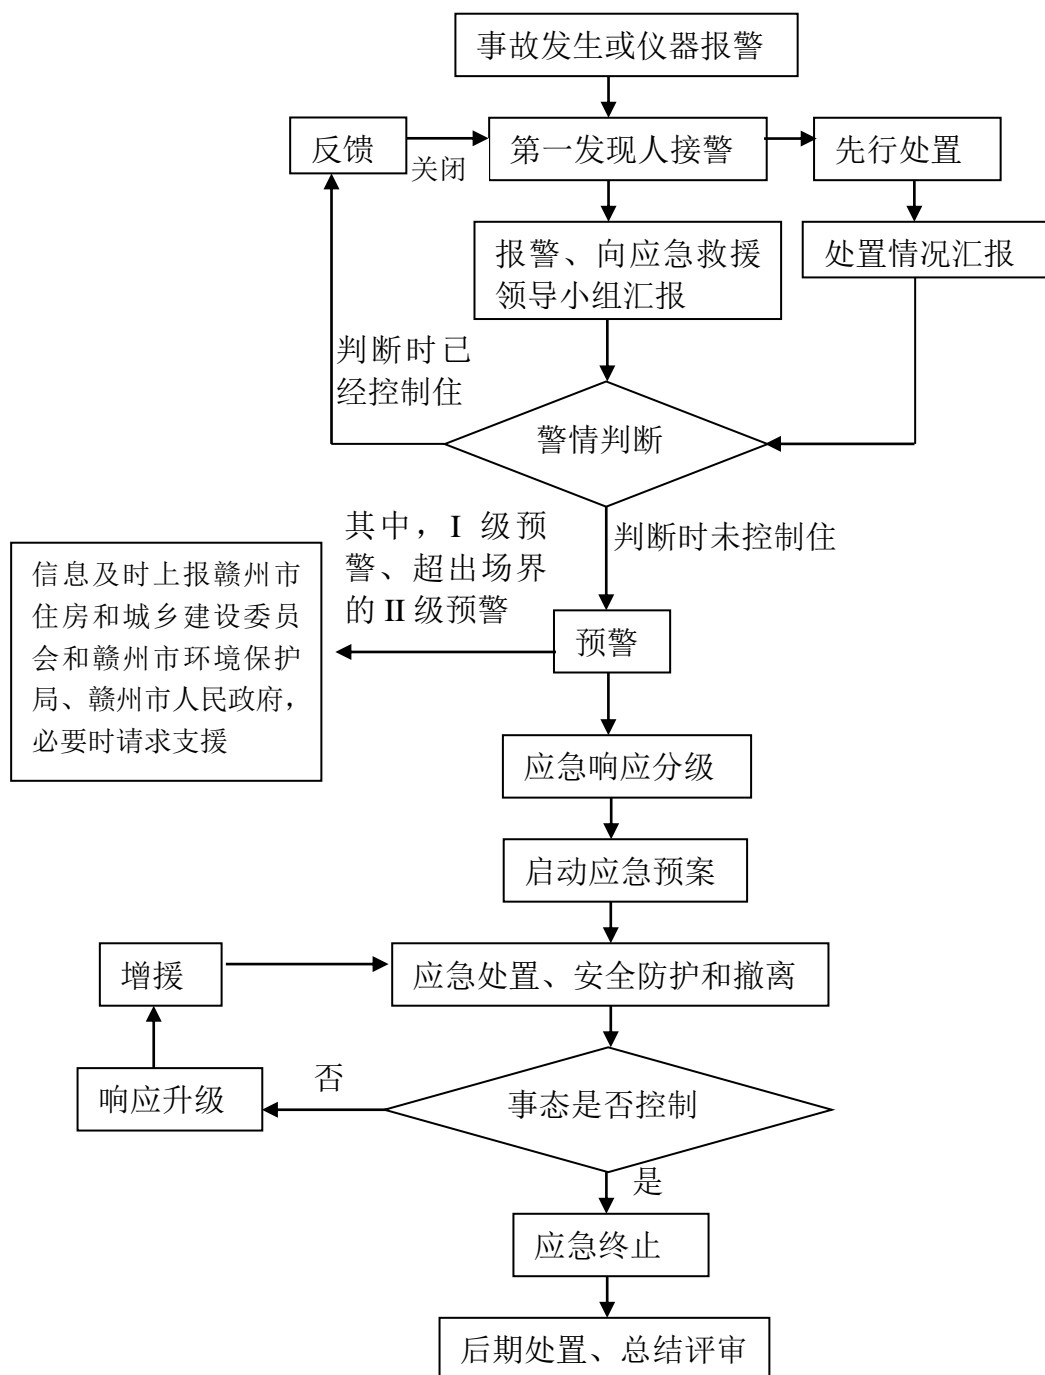 事故发生或仪器报警
反馈
关闭
第一发现人接警
先行处置
报警、向应急救援
领导小组汇报
处置情况汇报
判断时已
经控制住
警情判断
其中，I 级预
警、超出场界
的 II 级预警
判断时未控制住
信息及时上报赣州市
住房和城乡建设委员
会和赣州市环境保护
局、赣州市人民政府，
必要时请求支援
预警
应急响应分级
启动应急预案
增援
应急处置、安全防护和撤离
响应升级
否
事态是否控制
是
应急终止
后期处置、总结评审